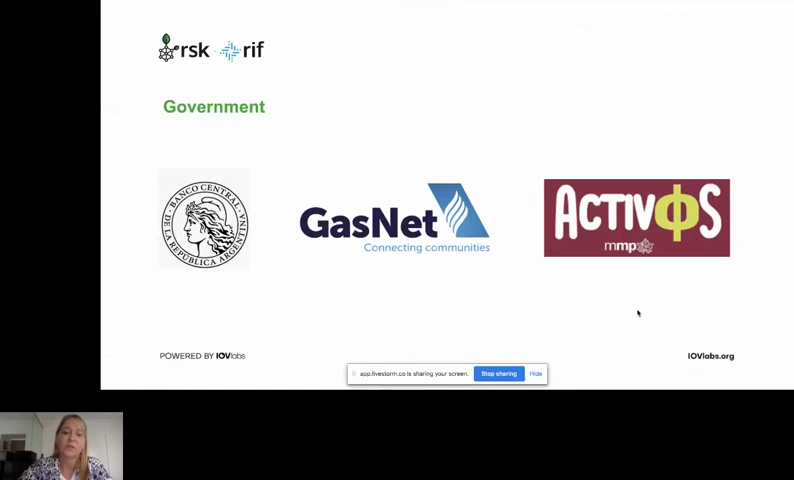 rsk rif
Government
BANCO CENTRAL
DE LA REPÚBLICA ARGENTINA
GasNet
Connecting communities
ACTIVΦS
mmp
POWERED BY IOVlabs
IOVlabs.org
app.livestorm.co is sharing your screen.
Stop sharing
Hide